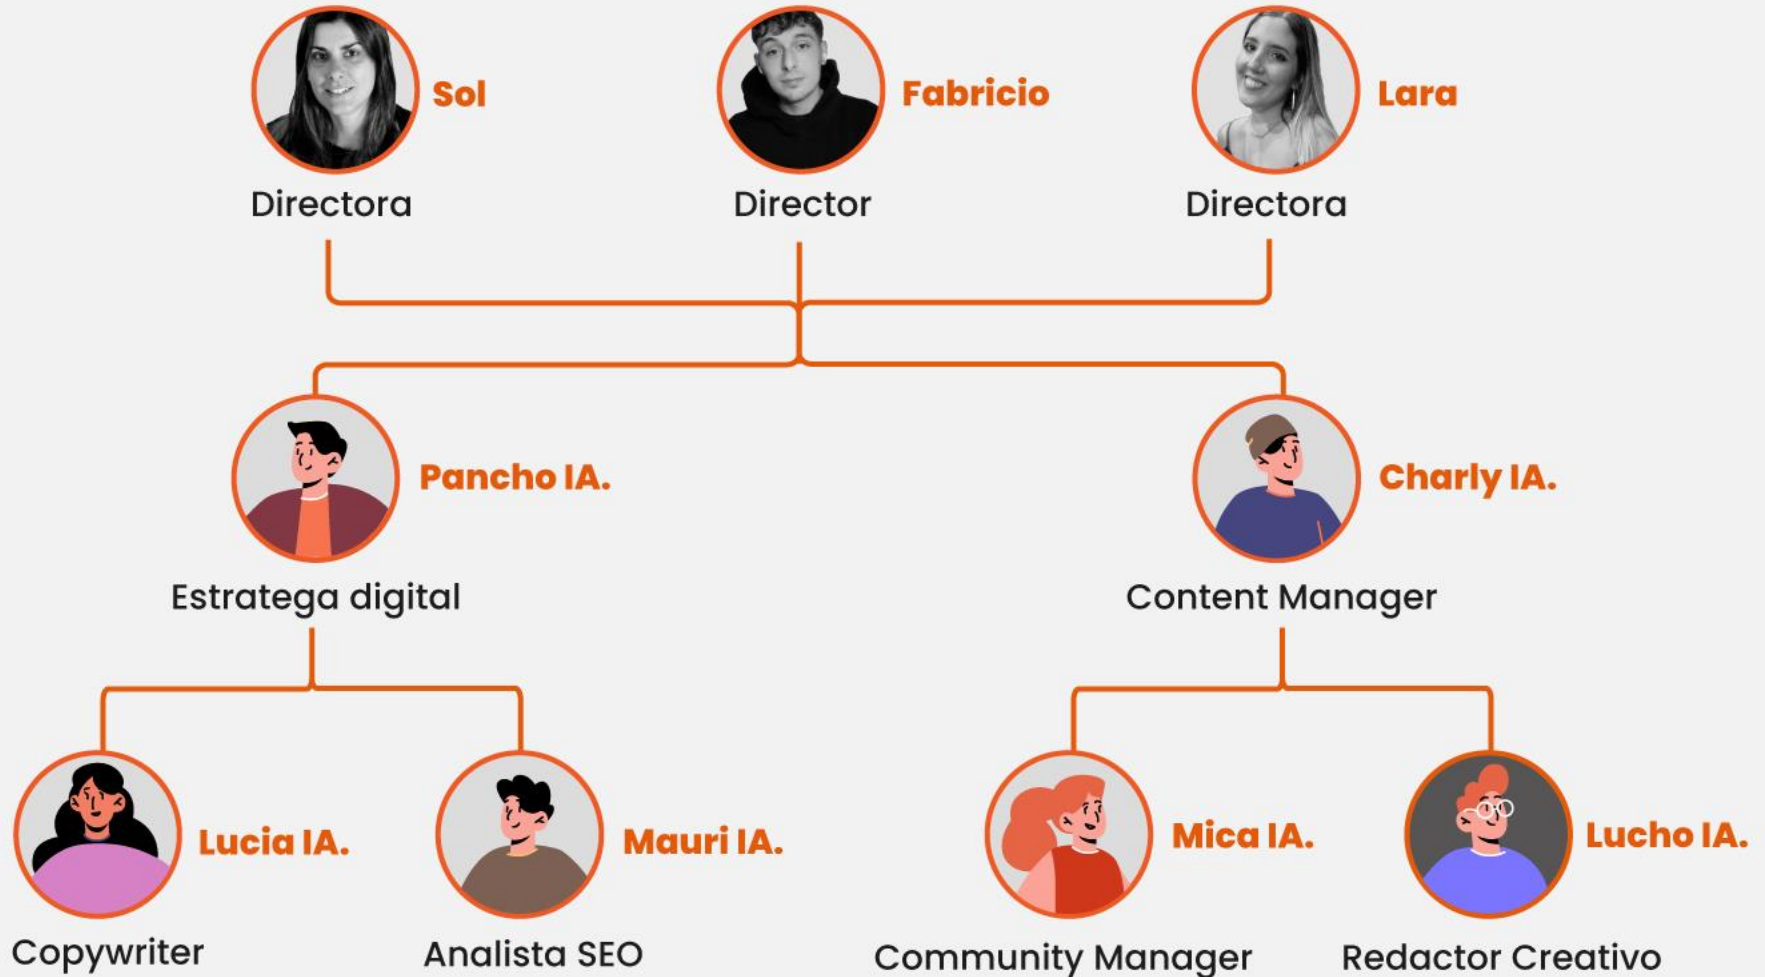 Sol
Fabricio
Lara
Directora
Director
Directora
Pancho IA.
Charly IA.
Estratega digital
Content Manager
Lucia IA.
Mauri IA.
Mica IA.
Lucho IA.
Copywriter
Analista SEO
Community Manager
Redactor Creativo